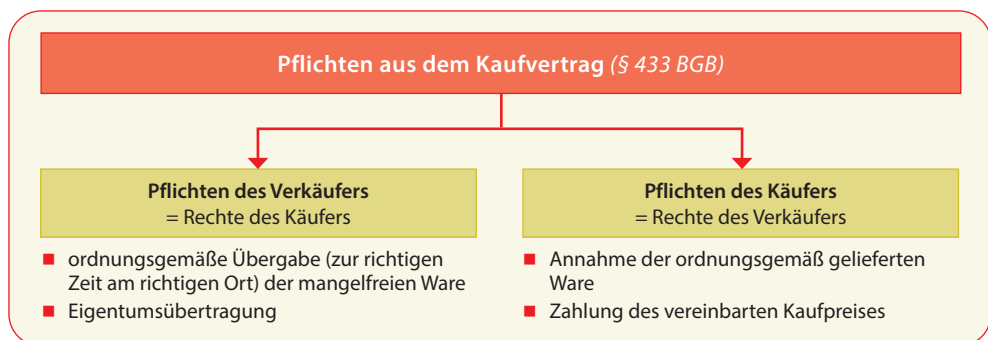 Pflichten aus dem Kaufvertrag (§ 433 BGB)
Pflichten des Verkäufers
= Rechte des Käufers
■ ordnungsgemäße Übergabe (zur richtigen
Zeit am richtigen Ort) der mangelfreien Ware
■ Eigentumsübertragung
Pflichten des Käufers
= Rechte des Verkäufers
■ Annahme der ordnungsgemäß gelieferten
Ware
■ Zahlung des vereinbarten Kaufpreises